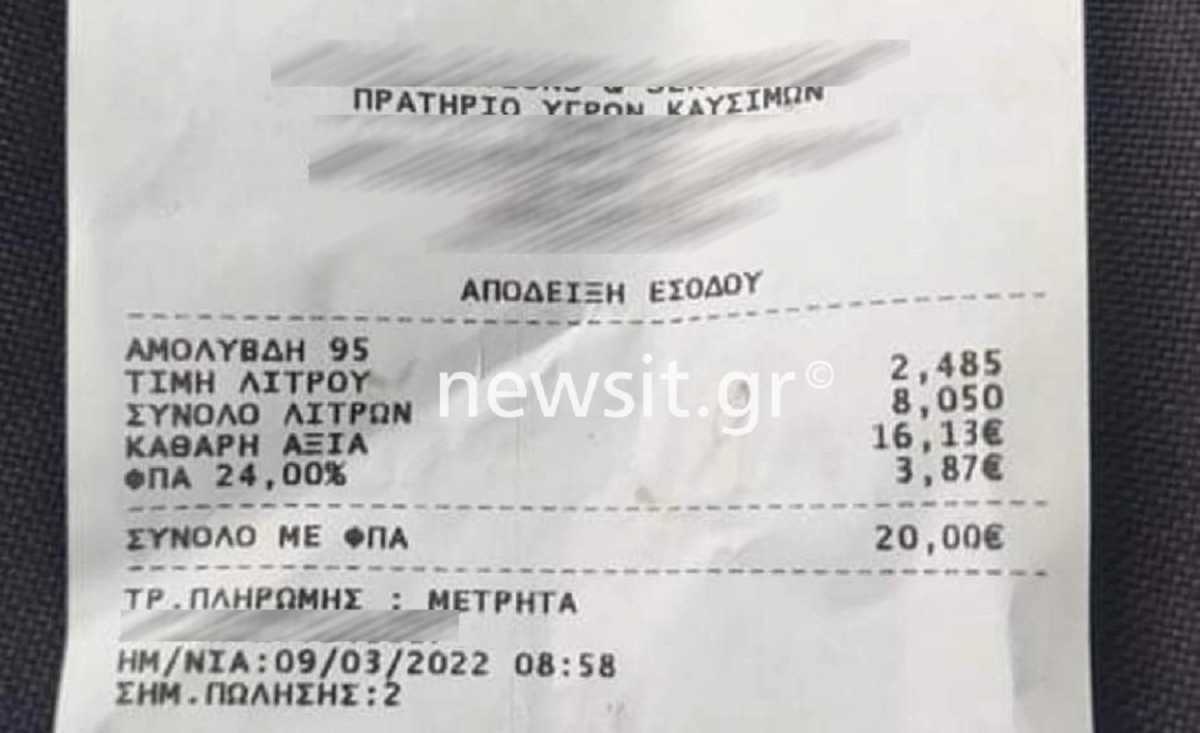 ΠΡΑΤΗΡΙΟ ΥΓΡΩΝ ΚΑΥΣΙΜΩΝ
ΑΠΟΔΕΙΞΗ ΕΣΟΔΟΥ
ΑΜΟΛΥΒΔΗ 95
ΤΙΜΗ ΛΙΤΡΟΥ 2,485
ΣΥΝΟΛΟ ΛΙΤΡΩΝ 8,050
ΚΑΘΑΡΗ ΑΞΙΑ 16,13€
ΦΠΑ 24,00% 3,87€
newsit.gr©
ΣΥΝΟΛΟ ΜΕ ΦΠΑ 20,00€
ΤΡ.ΠΛΗΡΩΜΗΣ : ΜΕΤΡΗΤΑ
ΗΜ/ΝΙΑ:09/03/2022 08:58
ΣΗΜ.ΠΩΛΗΣΗΣ:2